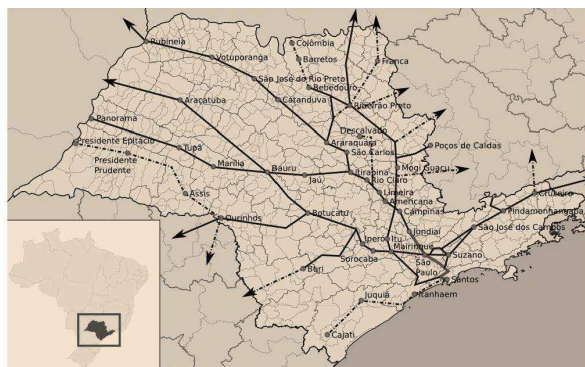 Colômbia
Rubineia
Votuporanga
Barretos
Franca
São José do Rio Preto
Bebedouro
Catanduva
Araçatuba
Ribeirão Preto
Panorama
Descalvado
Presidente Epitácio
Araraquara
São Carlos
Poços de Caldas
Tupã
Presidente
Prudente
Marília
Bauru
Itirapina
Mogi Guaçu
Jaú
Rio Claro
Assis
Limeira
Americana
Cruzeiro
Ourinhos
Botucatu
Campinas
Pindamonhangaba
São José dos Campos
Jundiaí
Iperó
Itu
Mairinque
Sorocaba
São
Paulo
Suzano
Buri
Santos
Juquiá
Itanhaem
Cajati